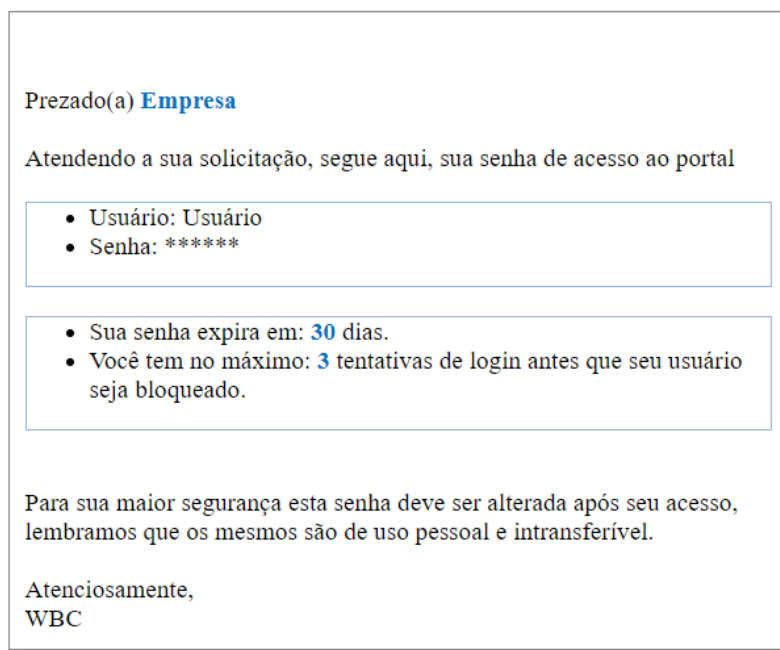 Prezado(a) Empresa
Atendendo a sua solicitação, segue aqui, sua senha de acesso ao portal
• Usuário: Usuário
• Senha: ******
• Sua senha expira em: 30 dias.
• Você tem no máximo: 3 tentativas de login antes que seu usuário
seja bloqueado.
Para sua maior segurança esta senha deve ser alterada após seu acesso,
lembramos que os mesmos são de uso pessoal e intransferível.
Atenciosamente,
WBC